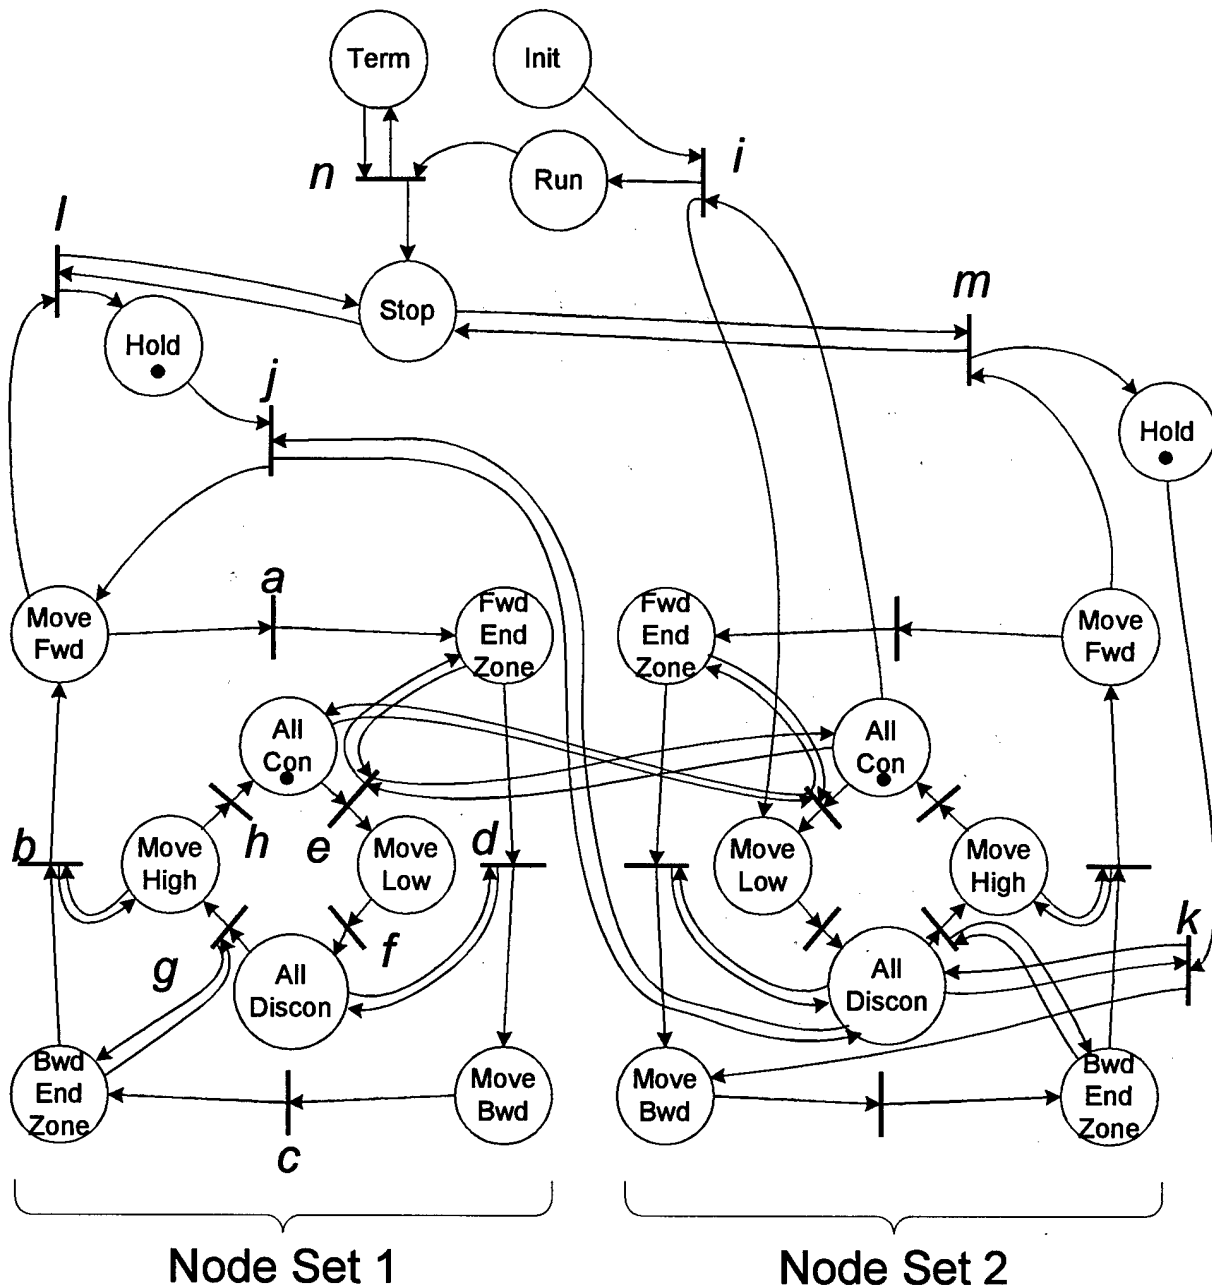 Term
Init
n
Run
i
l
Stop
m
Hold
j
Hold
a
Move
Fwd
Fwd
End
Zone
Fwd
End
Zone
Move
Fwd
All
Con
All
Con
b
h
e
d
Move
High
Move
Low
Move
Low
Move
High
g
f
k
All
Discon
All
Discon
Bwd
End
Zone
Move
Bwd
Move
Bwd
Bwd
End
Zone
c
Node Set 1
Node Set 2